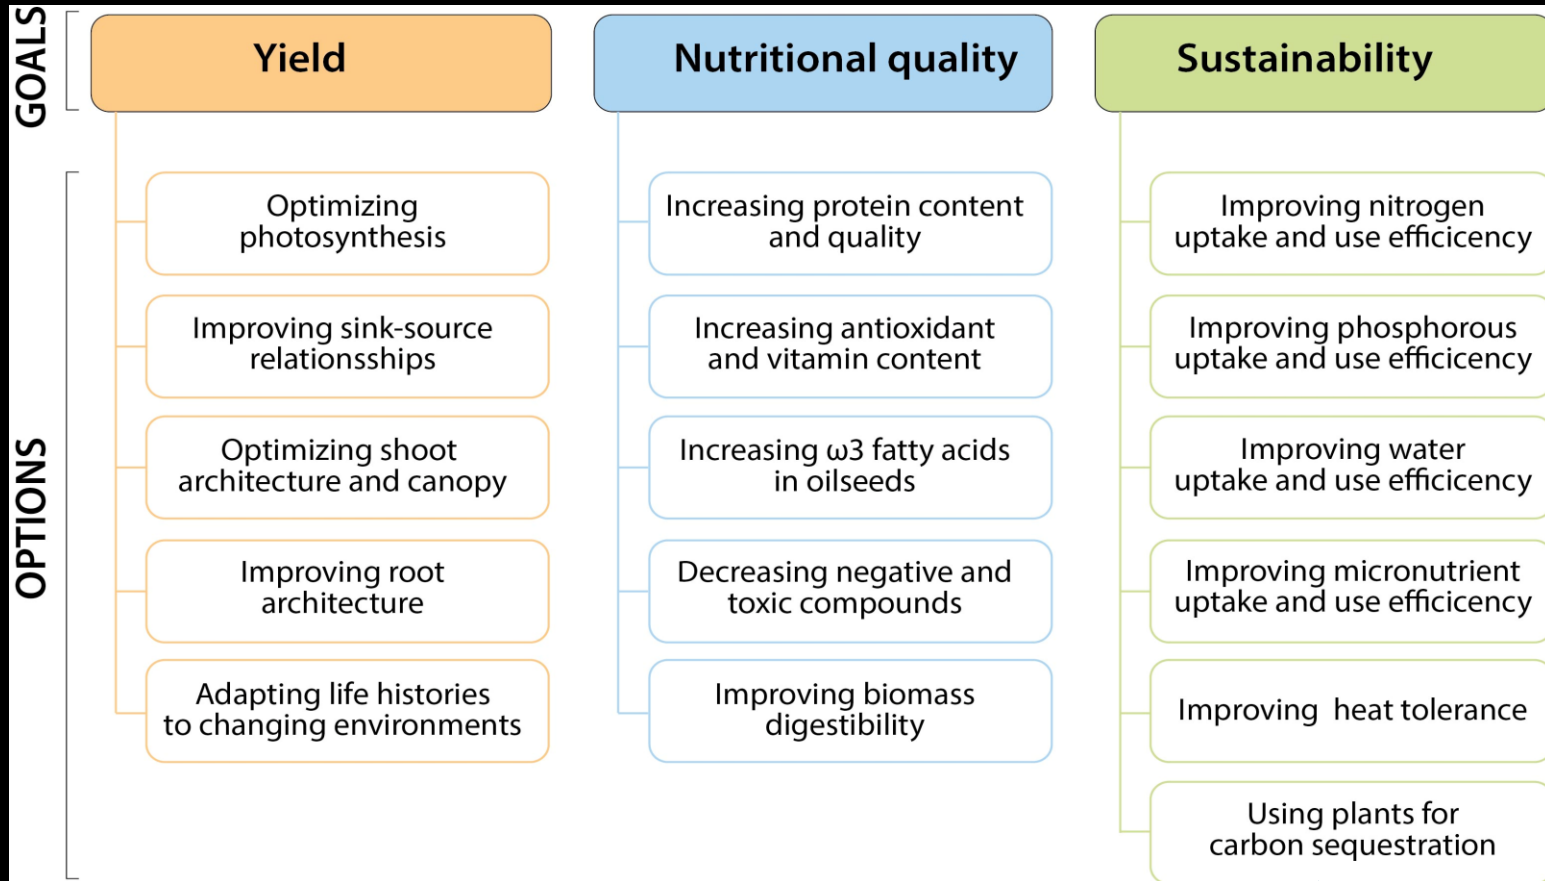 GOALS
Yield
Nutritional quality
Sustainability
OPTIONS
Optimizing
photosynthesis
Improving sink-source
relationsships
Optimizing shoot
architecture and canopy
Improving root
architecture
Adapting life histories
to changing environments
Increasing protein content
and quality
Increasing antioxidant
and vitamin content
Increasing ω3 fatty acids
in oilseeds
Decreasing negative and
toxic compounds
Improving biomass
digestibility
Improving nitrogen
uptake and use efficicency
Improving phosphorous
uptake and use efficicency
Improving water
uptake and use efficicency
Improving micronutrient
uptake and use efficicency
Improving heat tolerance
Using plants for
carbon sequestration